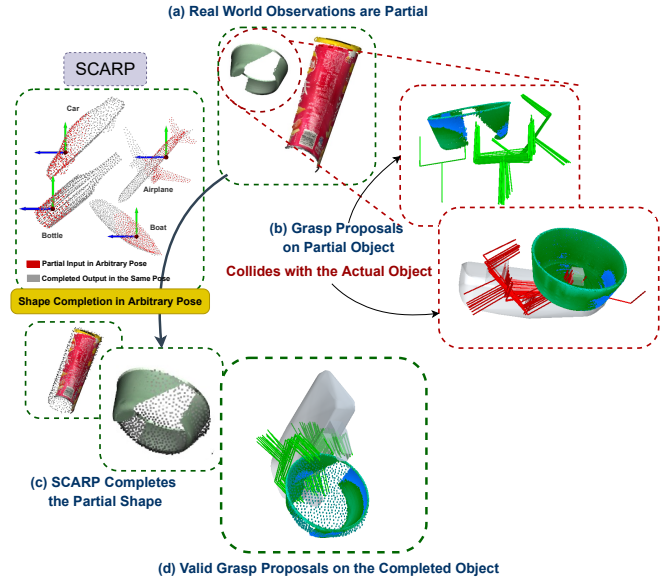 (a) Real World Observations are Partial
SCARP
Car
Airplane
Bottle
Boat
Partial Input in Arbitrary Pose
Completed Output in the Same Pose
Shape Completion in Arbitrary Pose
(b) Grasp Proposals
on Partial Object
Collides with the Actual Object
(c) SCARP Completes
the Partial Shape
(d) Valid Grasp Proposals on the Completed Object